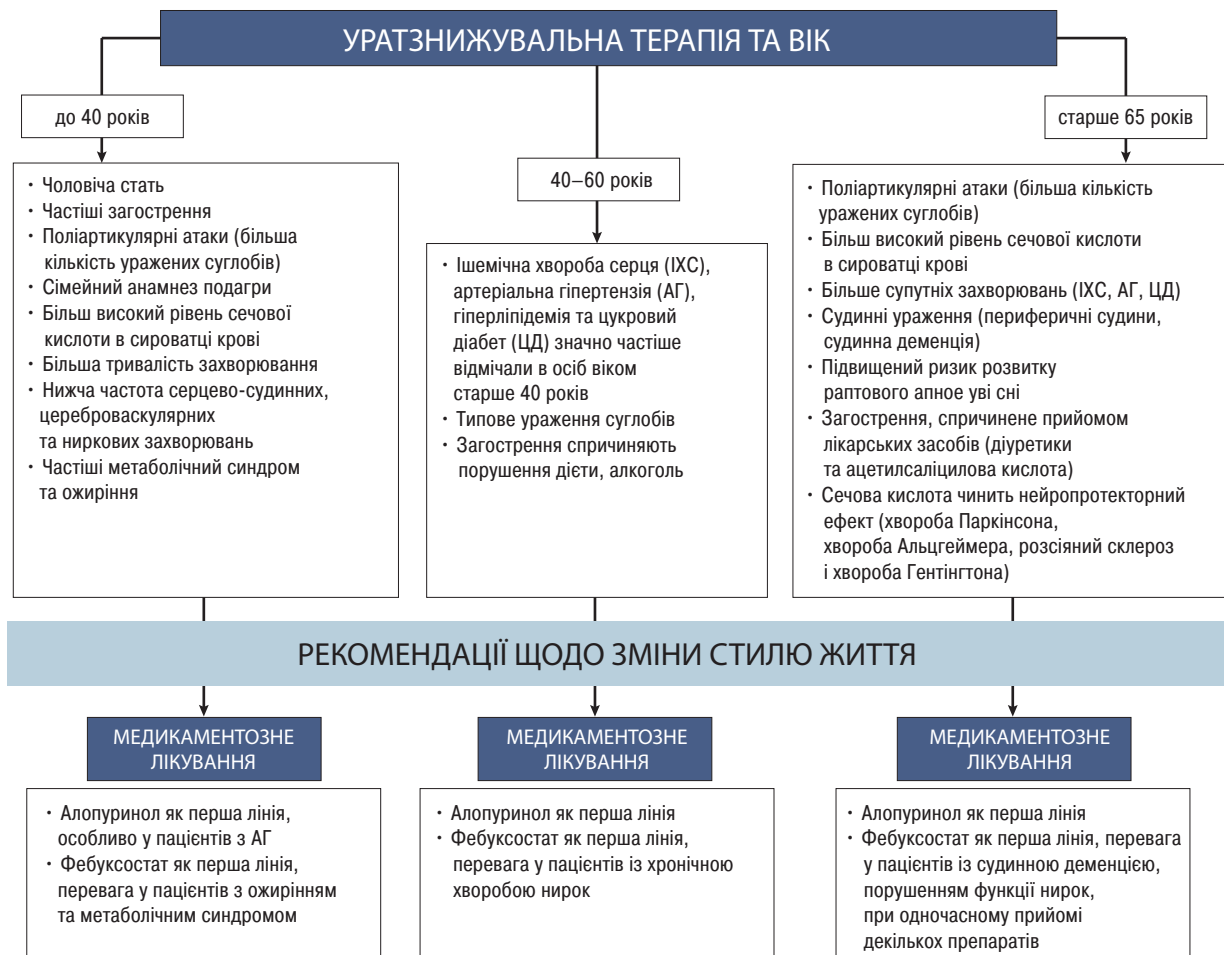 УРАТЗНИЖУВАЛЬНА ТЕРАПІЯ ТА ВІК
до 40 років
· Чоловіча стать
· Частіші загострення
· Поліартикулярні атаки (більша
кількість уражених суглобів)
· Сімейний анамнез подагри
· Більш високий рівень сечової
кислоти в сироватці крові
· Більша тривалість захворювання
· Нижча частота серцево-судинних,
цереброваскулярних
та ниркових захворювань
· Частіші метаболічний синдром
та ожиріння
40–60 років
· Ішемічна хвороба серця (ІХС),
артеріальна гіпертензія (АГ),
гіперліпідемія та цукровий
діабет (ЦД) значно частіше
відмічали в осіб віком
старше 40 років
· Типове ураження суглобів
· Загострення спричиняють
порушення дієти, алкоголь
старше 65 років
· Поліартикулярні атаки (більша кількість
уражених суглобів)
· Більш високий рівень сечової кислоти
в сироватці крові
· Більше супутніх захворювань (ІХС, АГ, ЦД)
· Судинні ураження (периферичні судини,
судинна деменція)
· Підвищений ризик розвитку
раптового апное уві сні
· Загострення, спричинене прийомом
лікарських засобів (діуретики
та ацетилсаліцилова кислота)
· Сечова кислота чинить нейропротекторний
ефект (хвороба Паркінсона,
хвороба Альцгеймера, розсіяний склероз
і хвороба Гентінгтона)
РЕКОМЕНДАЦІЇ ЩОДО ЗМІНИ СТИЛЮ ЖИТТЯ
МЕДИКАМЕНТОЗНЕ
ЛІКУВАННЯ
· Алопуринол як перша лінія,
особливо у пацієнтів з АГ
· Фебуксостат як перша лінія,
перевага у пацієнтів з ожирінням
та метаболічним синдромом
МЕДИКАМЕНТОЗНЕ
ЛІКУВАННЯ
· Алопуринол як перша лінія
· Фебуксостат як перша лінія,
перевага у пацієнтів із хронічною
хворобою нирок
МЕДИКАМЕНТОЗНЕ
ЛІКУВАННЯ
· Алопуринол як перша лінія
· Фебуксостат як перша лінія, перевага
у пацієнтів із судинною деменцією,
порушенням функції нирок,
при одночасному прийомі
декількох препаратів